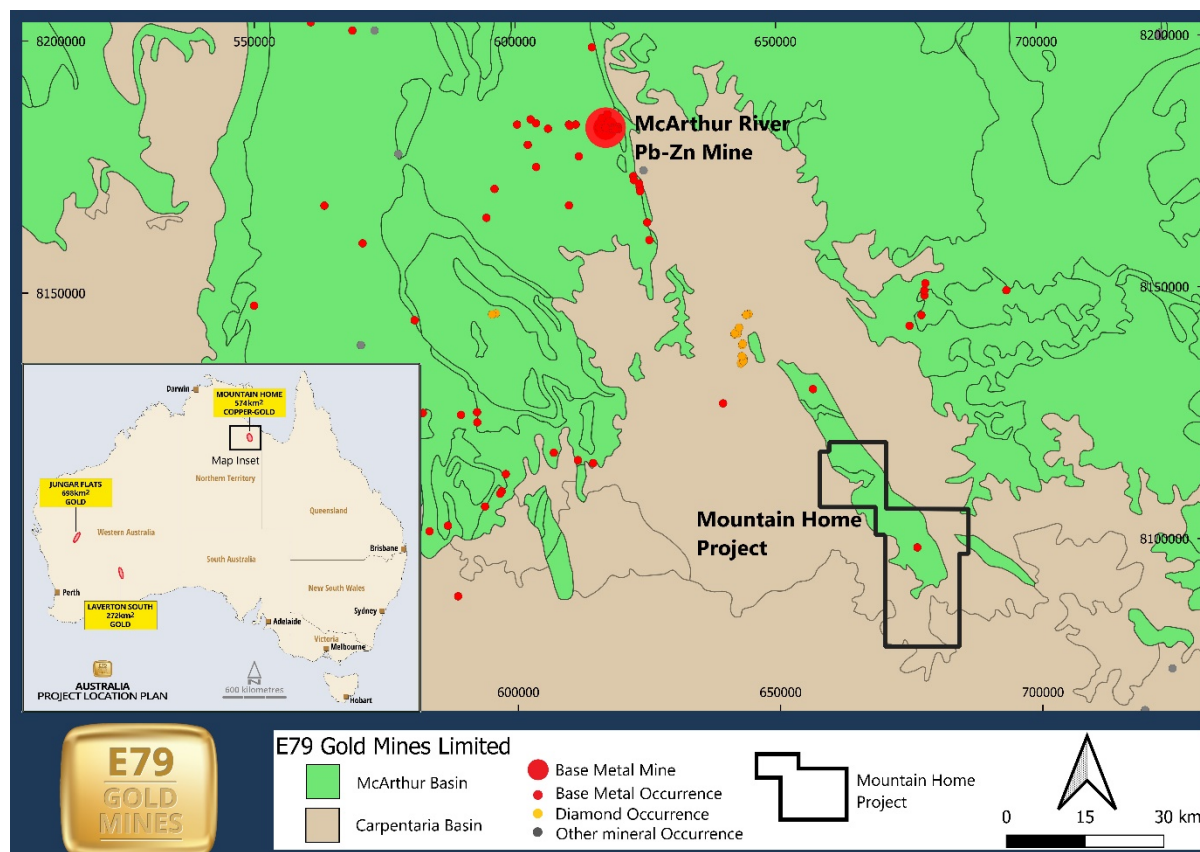 8200000
550000
600000
650000
700000
8200000
McArthur River
Pb-Zn Mine
8150000
8150000
Mountain Home
Project
8100000
600000
650000
700000
Darwin
MOUNTAIN HOME
574km²
COPPER-GOLD
Map Inset
Northern Territory
JUNGAR FLATS
698km²
GOLD
Queensland
Western Australia
South Australia
Brisbane
New South Wales
Perth
LAVERTON SOUTH
272km²
GOLD
Sydney
Adelaide
Victoria
Melbourne
E79
AUSTRALIA
PROJECT LOCATION PLAN
N
600 kilometres
Hobart
E79
GOLD
MINES
E79 Gold Mines Limited
McArthur Basin
Carpentaria Basin
Base Metal Mine
Base Metal Occurrence
Diamond Occurrence
Other mineral Occurrence
Mountain Home
Project
0 15 30 km